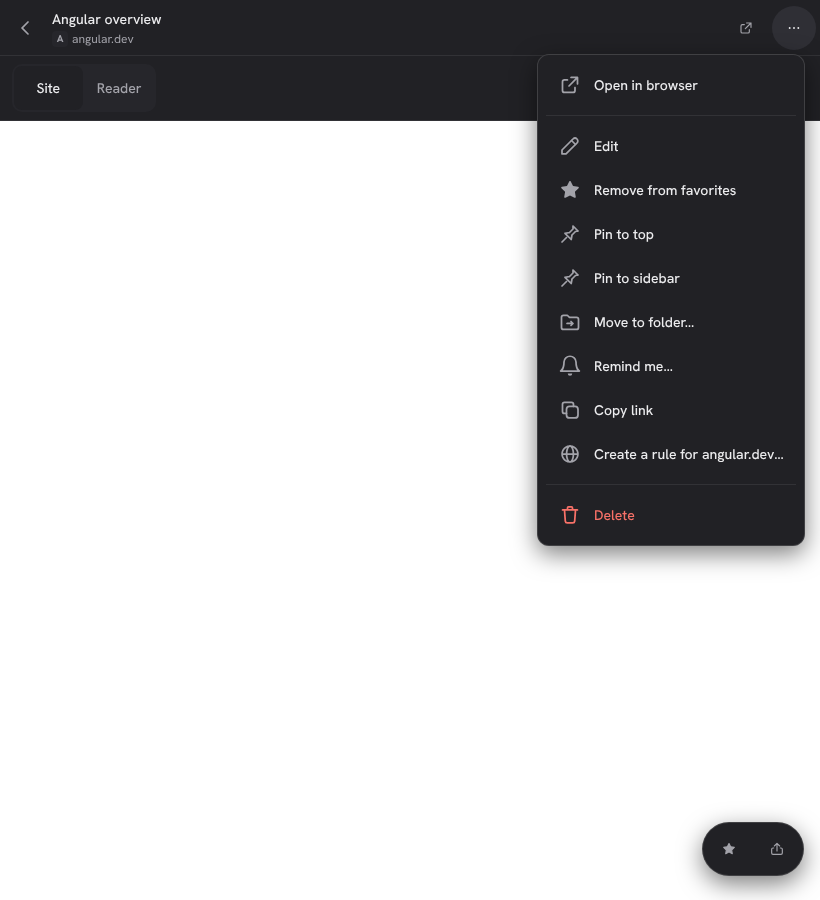 Angular overview
A angular.dev
Site
Reader
Open in browser
Edit
Remove from favorites
Pin to top
Pin to sidebar
Move to folder...
Remind me...
Copy link
Create a rule for angular.dev...
Delete